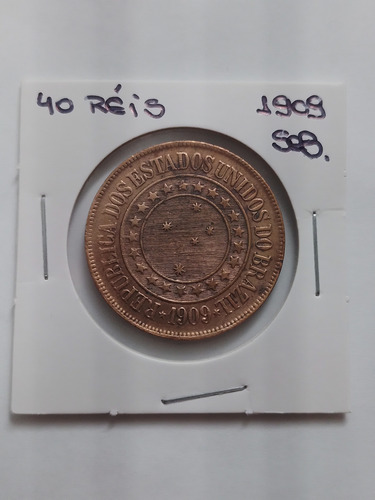 40 RÉiS
1909
SOB.
REPUBLICA DOS ESTADOS UNIDOS DO BRAZIL
1909